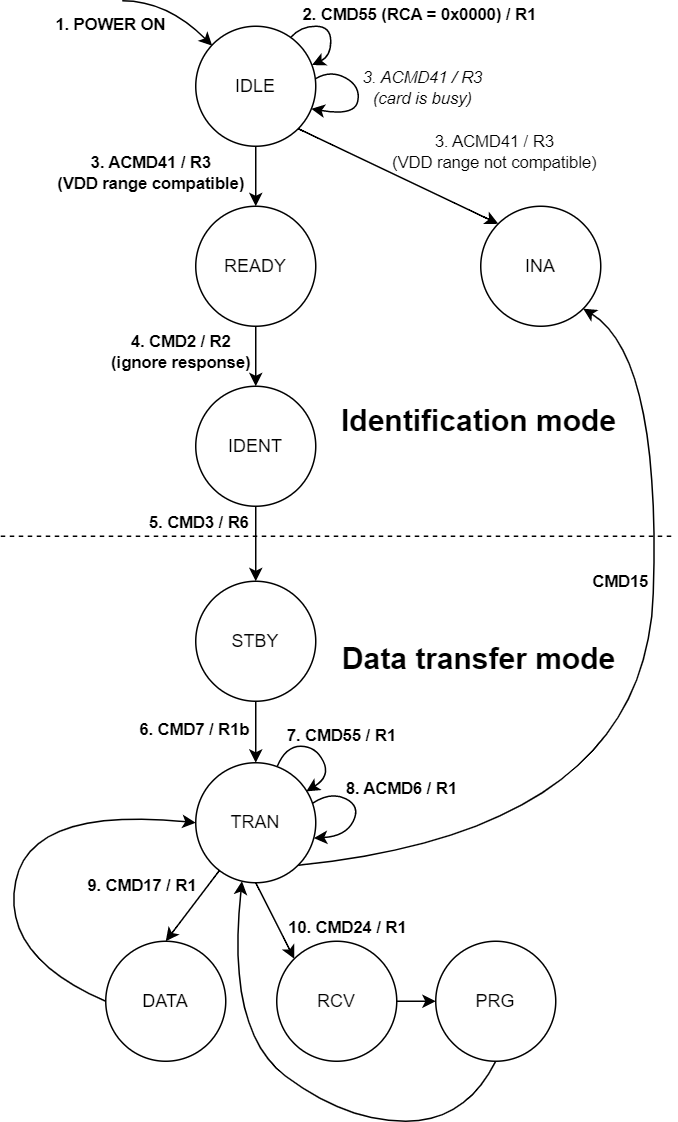 1. POWER ON
2. CMD55 (RCA = 0x0000) / R1
IDLE
3. ACMD41 / R3
(card is busy)
3. ACMD41 / R3
(VDD range compatible)
3. ACMD41 / R3
(VDD range not compatible)
READY
INA
4. CMD2 / R2
(ignore response)
IDENT
Identification mode
5. CMD3 / R6
CMD15
STBY
Data transfer mode
6. CMD7 / R1b
7. CMD55 / R1
8. ACMD6 / R1
TRAN
9. CMD17 / R1
10. CMD24 / R1
DATA
RCV
PRG